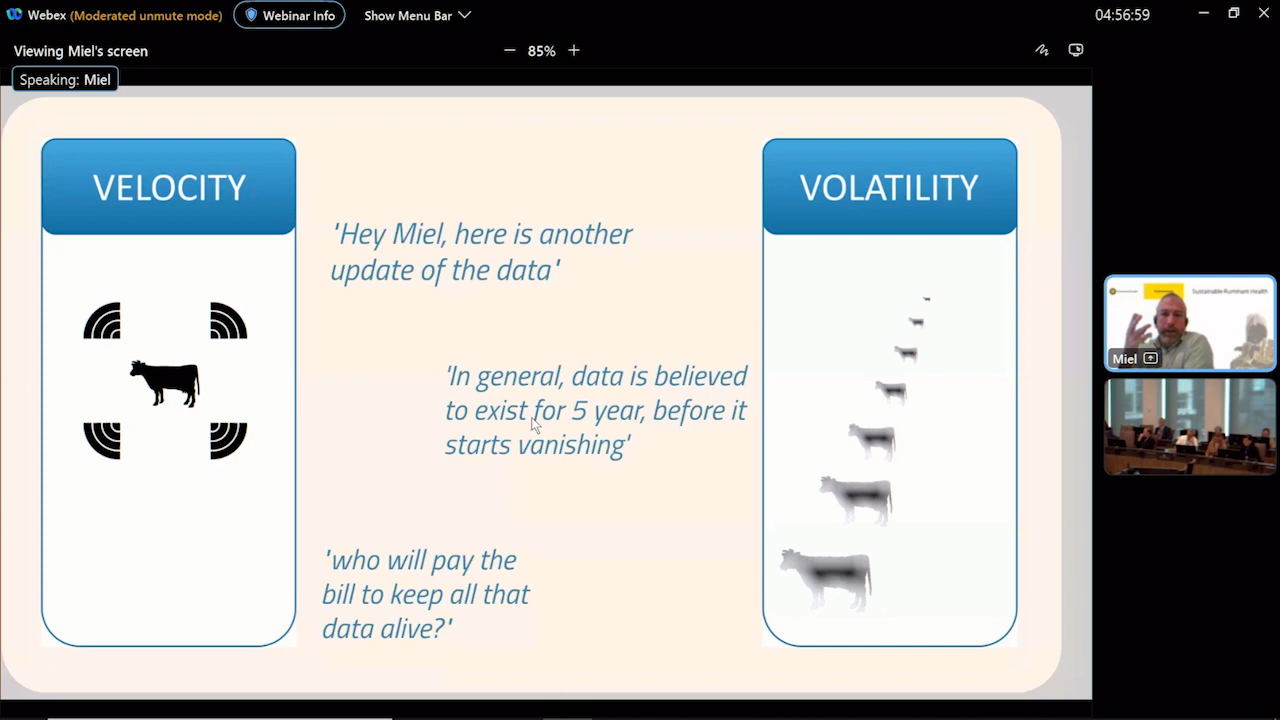 Webex (Moderated unmute mode) Webinar Info Show Menu Bar 04:56:59
Viewing Miel's screen 85%
Speaking: Miel
VELOCITY
'Hey Miel, here is another
update of the data'
'In general, data is believed
to exist for 5 year, before it
starts vanishing'
'who will pay the
bill to keep all that
data alive?'
VOLATILITY
Sustainable Ruminant Health
Miel